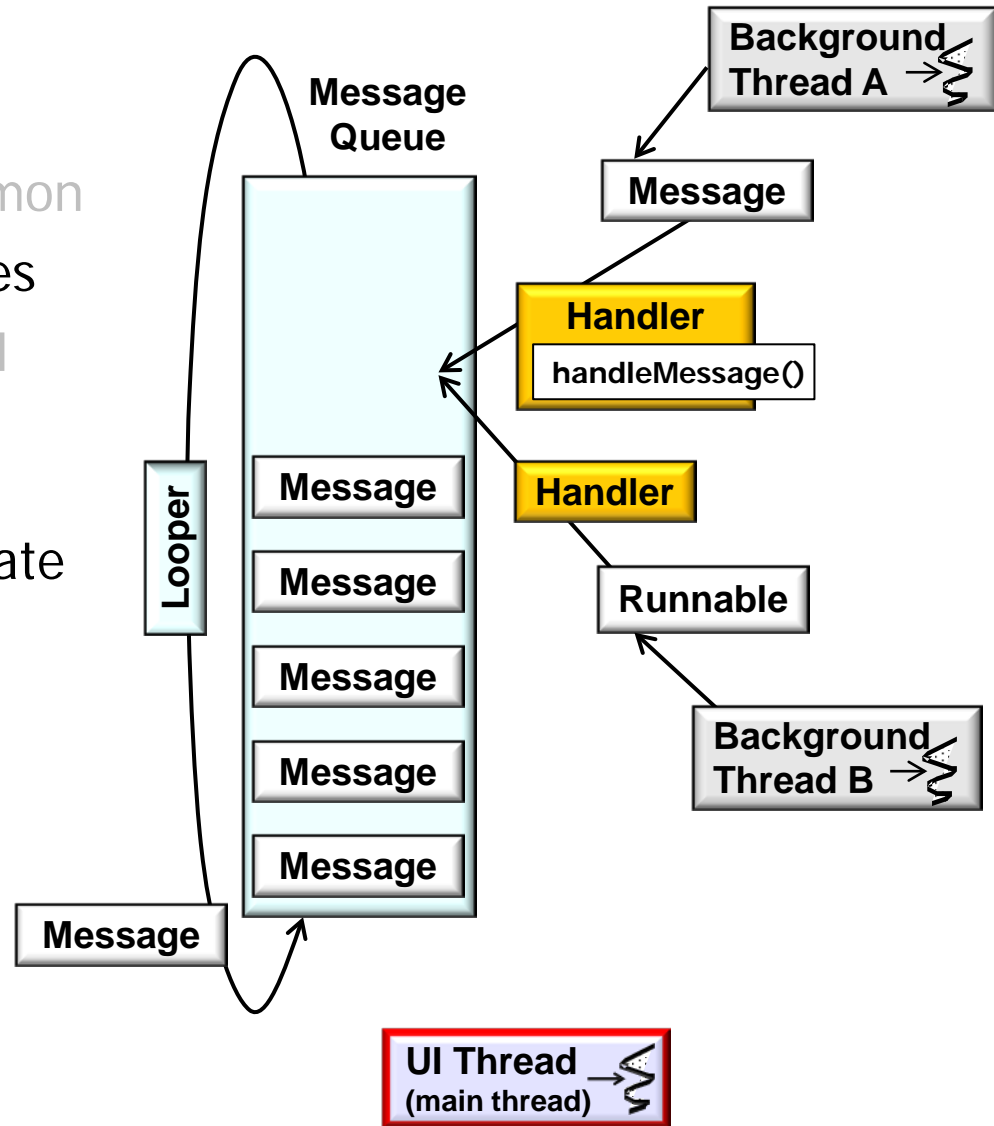 Background
Thread A
Message
Queue
mon
Message
es
Handler
l
handleMessage()
Looper
Message
Handler
ate
Message
Runnable
Message
Background
Thread B
Message
Message
Message
UI Thread
(main thread)